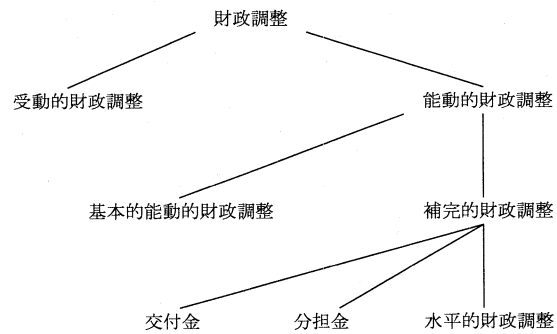 財政調整
受動的財政調整
能動的財政調整
基本的能動的財政調整
補完的財政調整
交付金
分担金
水平的財政調整